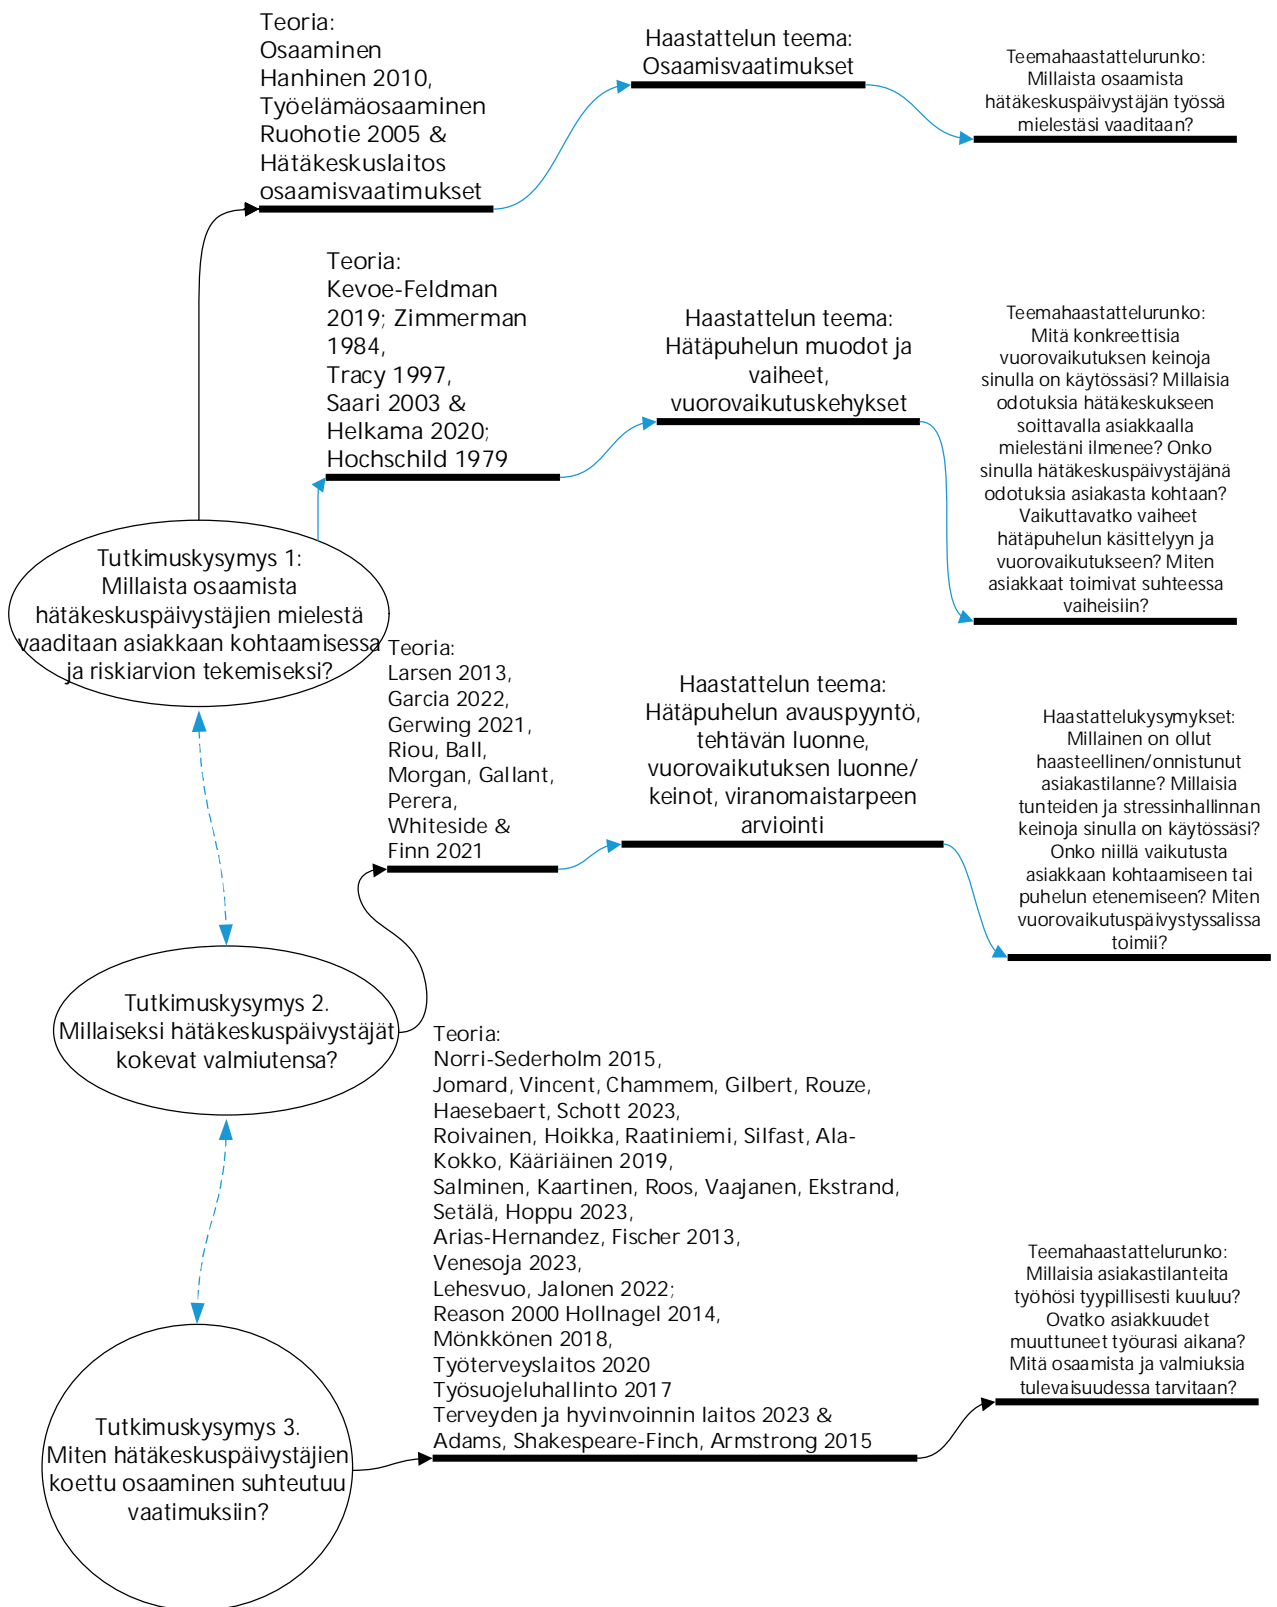 Teoria:
Osaaminen
Hanhinen 2010,
Työelämäosaaminen
Ruohotie 2005 &
Hätäkeskuslaitos
osaamisvaatimukset
Haastattelun teema:
Osaamisvaatimukset
Teemahaastattelurunko:
Millaista osaamista
hätäkeskuspäivystäjän työssä
mielestäsi vaaditaan?
Teoria:
Kevoe-Feldman
2019; Zimmerman
1984,
Tracy 1997,
Saari 2003 &
Helkama 2020;
Hochschild 1979
Haastattelun teema:
Hätäpuhelun muodot ja
vaiheet,
vuorovaikutuskehykset
Teemahaastattelurunko:
Mitä konkreettisia
vuorovaikutuksen keinoja
sinulla on käytössäsi? Millaisia
odotuksia hätäkeskukseen
soittavalla asiakkaalla
mielestäni ilmenee? Onko
sinulla hätäkeskuspäivystäjänä
odotuksia asiakasta kohtaan?
Vaikuttavatko vaiheet
hätäpuhelun käsittelyyn ja
vuorovaikutukseen? Miten
asiakkaat toimivat suhteessa
vaiheisiin?
Tutkimuskysymys 1:
Millaista osaamista
hätäkeskuspäivystäjien mielestä
vaaditaan asiakkaan kohtaamisessa
ja riskiarvion tekemiseksi?
Teoria:
Larsen 2013,
Garcia 2022,
Gerwing 2021,
Riou, Ball,
Morgan, Gallant,
Perera,
Whiteside &
Finn 2021
Haastattelun teema:
Hätäpuhelun avauspyyntö,
tehtävän luonne,
vuorovaikutuksen luonne/
keinot, viranomaistarpeen
arviointi
Haastattelukysymykset:
Millainen on ollut
haasteellinen/onnistunut
asiakastilanne? Millaisia
tunteiden ja stressinhallinnan
keinoja sinulla on käytössäsi?
Onko niillä vaikutusta
asiakkaan kohtaamiseen tai
puhelun etenemiseen? Miten
vuorovaikutuspäivystyssalissa
toimii?
Tutkimuskysymys 2.
Millaiseksi hätäkeskuspäivystäjät
kokevat valmiutensa?
Teoria:
Norri-Sederholm 2015,
Jomard, Vincent, Chammem, Gilbert, Rouze,
Haesebaert, Schott 2023,
Roivainen, Hoikka, Raatiniemi, Silfast, Ala-
Kokko, Kääriäinen 2019,
Salminen, Kaartinen, Roos, Vaajanen, Ekstrand,
Setälä, Hoppu 2023,
Arias-Hernandez, Fischer 2013,
Venesoja 2023,
Lehesvuo, Jalonen 2022;
Reason 2000 Hollnagel 2014,
Mönkkönen 2018,
Työterveyslaitos 2020
Työsuojeluhallinto 2017
Terveyden ja hyvinvoinnin laitos 2023 &
Adams, Shakespeare-Finch, Armstrong 2015
Teemahaastattelurunko:
Millaisia asiakastilanteita
työhösi tyypillisesti kuuluu?
Ovatko asiakkuudet
muuttuneet työurasi aikana?
Mitä osaamista ja valmiuksia
tulevaisuudessa tarvitaan?
Tutkimuskysymys 3.
Miten hätäkeskuspäivystäjien
koettu osaaminen suhteutuu
vaatimuksiin?